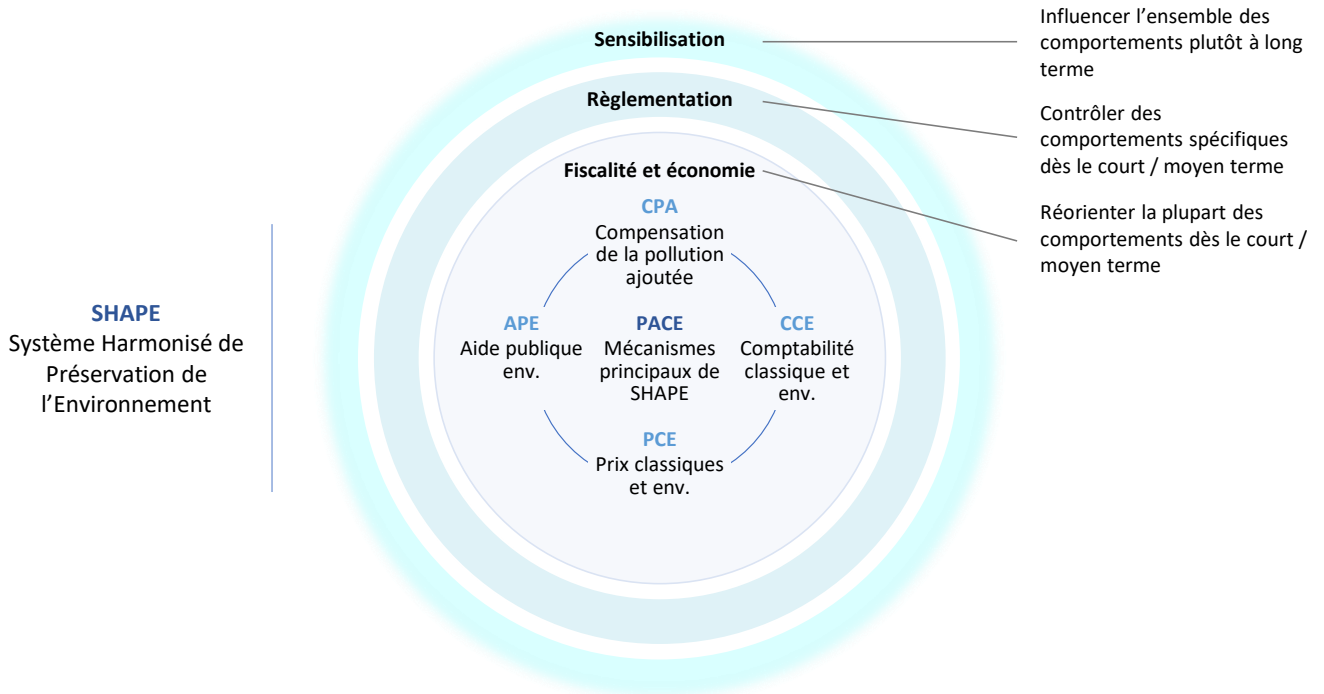 SHAPE
Système Harmonisé de
Préservation de
l’Environnement
Sensibilisation
Règlementation
Fiscalité et économie
CPA
Compensation
de la pollution
ajoutée
APE
Aide publique
env.
PACE
Mécanismes
principaux de
SHAPE
CCE
Comptabilité
classique et
env.
PCE
Prix classiques
et env.
Influencer l’ensemble des
comportements plutôt à long
terme
Contrôler des
comportements spécifiques
dès le court / moyen terme
Réorienter la plupart des
comportements dès le court /
moyen terme